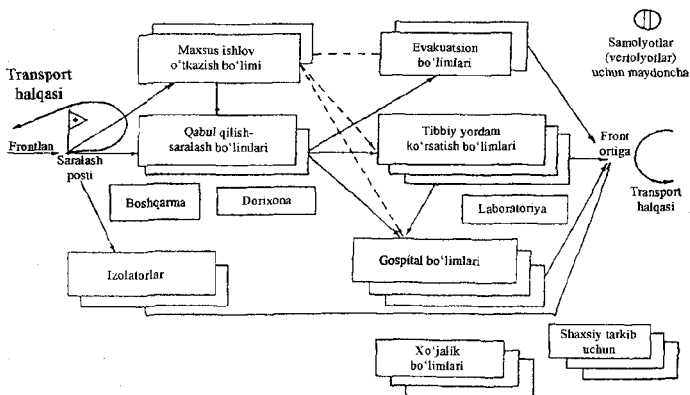 Maxsus ishlov
o‘tkazish bo‘limi
Evakuatsion
bo‘limlari
Samolyotlar
(vertolyotlar)
uchun maydoncha
Transport
halqasi
Qabul qilish-
saralash bo‘limlari
Tibbiy yordam
ko‘rsatish bo‘limlari
Front
ortiga
Frontlan
Saralash
posti
Boshqarma
Dorixona
Laboratoriya
Transport
halqasi
Izolatorlar
Gospital bo‘limlari
Xo‘jalik
bo‘limlari
Shaxsiy tarkib
uchun